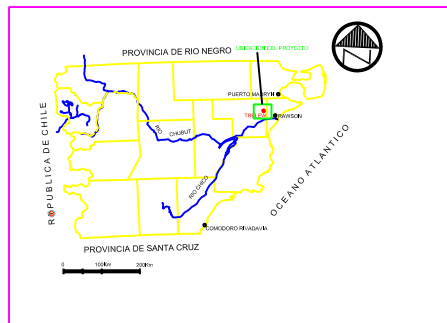 PROVINCIA DE RIO NEGRO
UBICACION DEL PROYECTO
PUERTO MADRYN
TRELEW
RAWSON
RIO CHUBUT
RIO CHICO
REPUBLICA DE CHILE
OCEANO ATLANTICO
COMODORO RIVADAVIA
PROVINCIA DE SANTA CRUZ
0 100Km 200Km